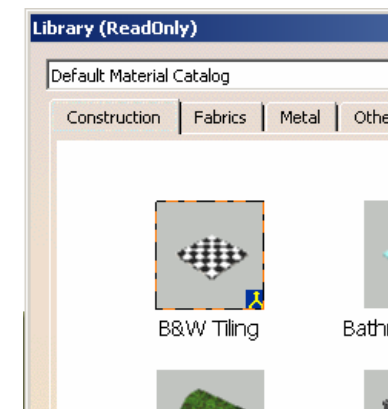 Library (ReadOnly)
Default Material Catalog
Construction Fabrics Metal
B&W Tiling